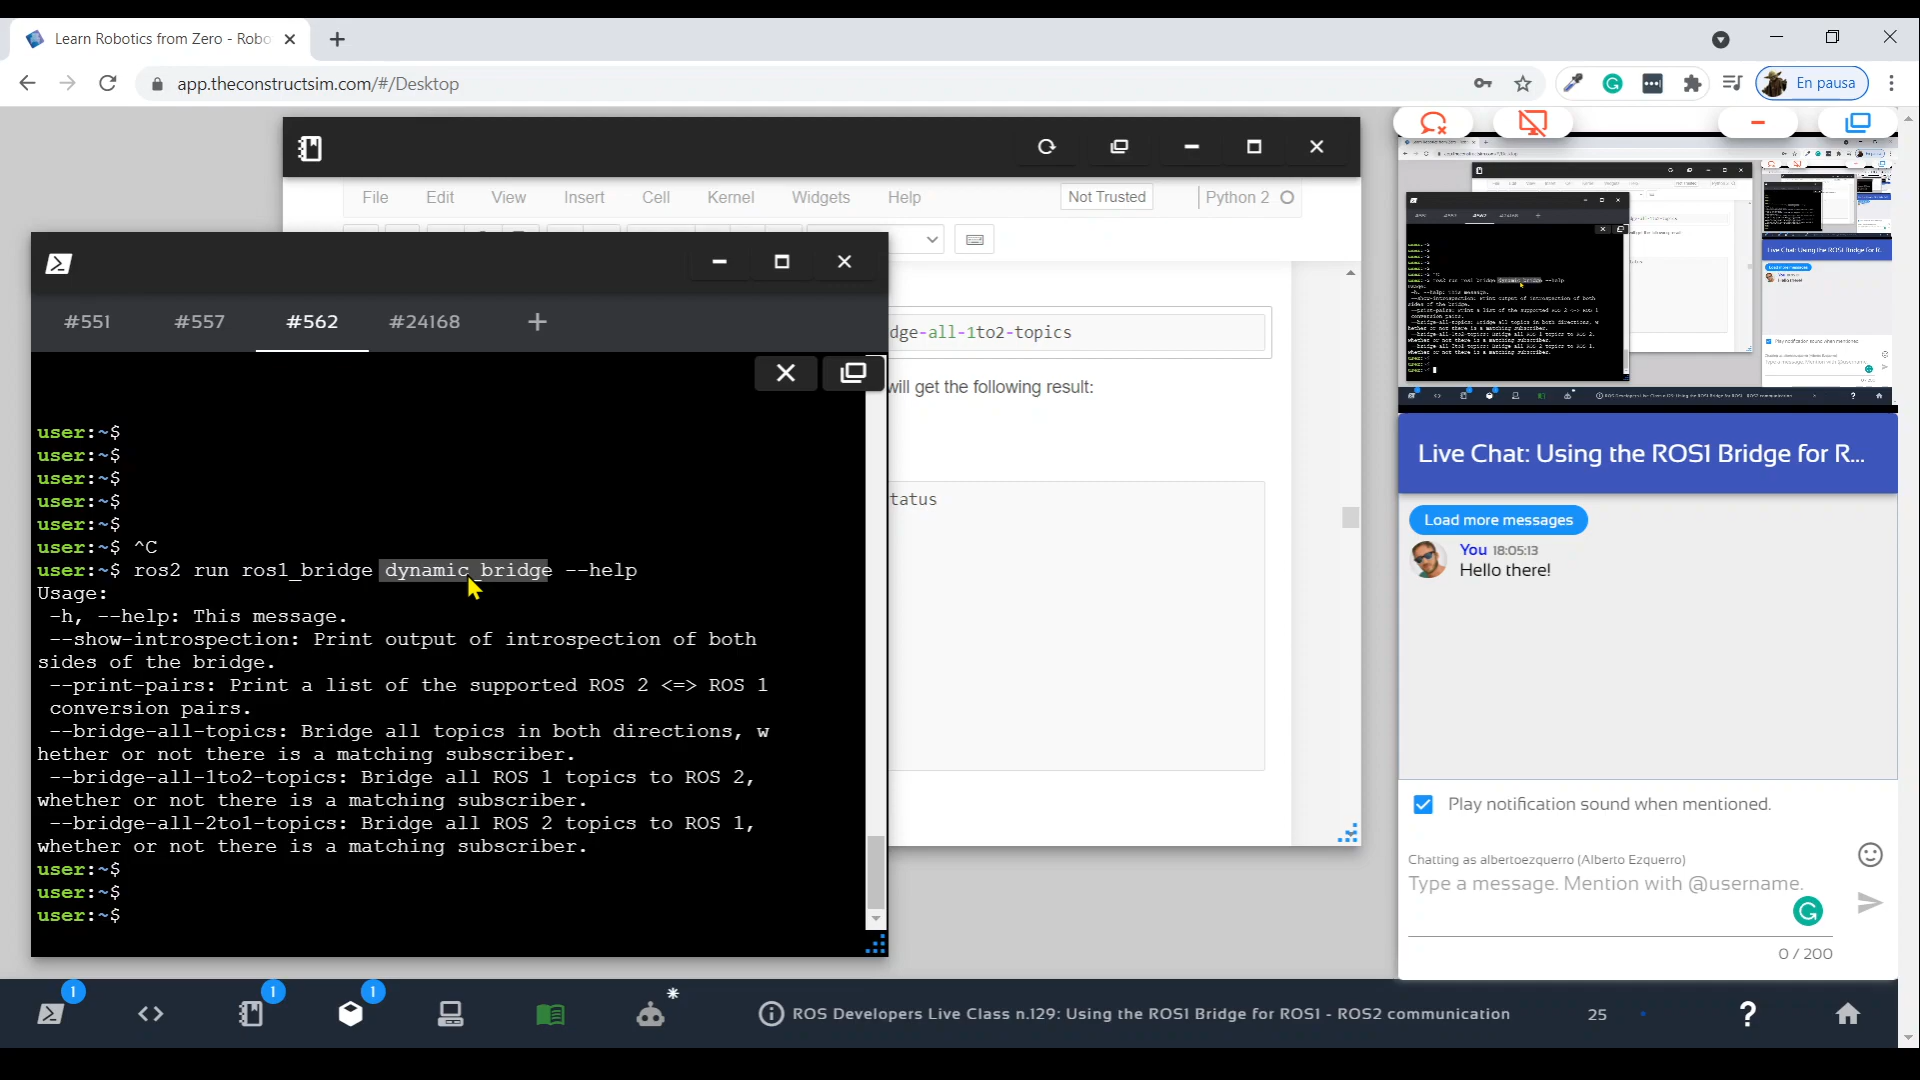 Learn Robotics from Zero - Robo
app.theconstructsim.com/#/Desktop
En pausa
File Edit View Insert Cell Kernel Widgets Help
Not Trusted
Python 2
#551 #557 #562 #24168
dge-all-1to2-topics
will get the following result:
tatus
user:~$
user:~$
user:~$
user:~$
user:~$
user:~$ ^C
user:~$ ros2 run ros1_bridge dynamic_bridge --help
Usage:
-h, --help: This message.
--show-introspection: Print output of introspection of both
sides of the bridge.
--print-pairs: Print a list of the supported ROS 2 <=> ROS 1
conversion pairs.
--bridge-all-topics: Bridge all topics in both directions, w
hether or not there is a matching subscriber.
--bridge-all-1to2-topics: Bridge all ROS 1 topics to ROS 2,
whether or not there is a matching subscriber.
--bridge-all-2to1-topics: Bridge all ROS 2 topics to ROS 1,
whether or not there is a matching subscriber.
user:~$
user:~$
user:~$
Live Chat: Using the ROS1 Bridge for R...
Load more messages
You 18:05:13
Hello there!
Play notification sound when mentioned.
Chatting as albertoezquerro (Alberto Ezquerro)
Type a message. Mention with @username.
0 / 200
1
1
1
ROS Developers Live Class n.129: Using the ROS1 Bridge for ROS1 - ROS2 communication
25
?